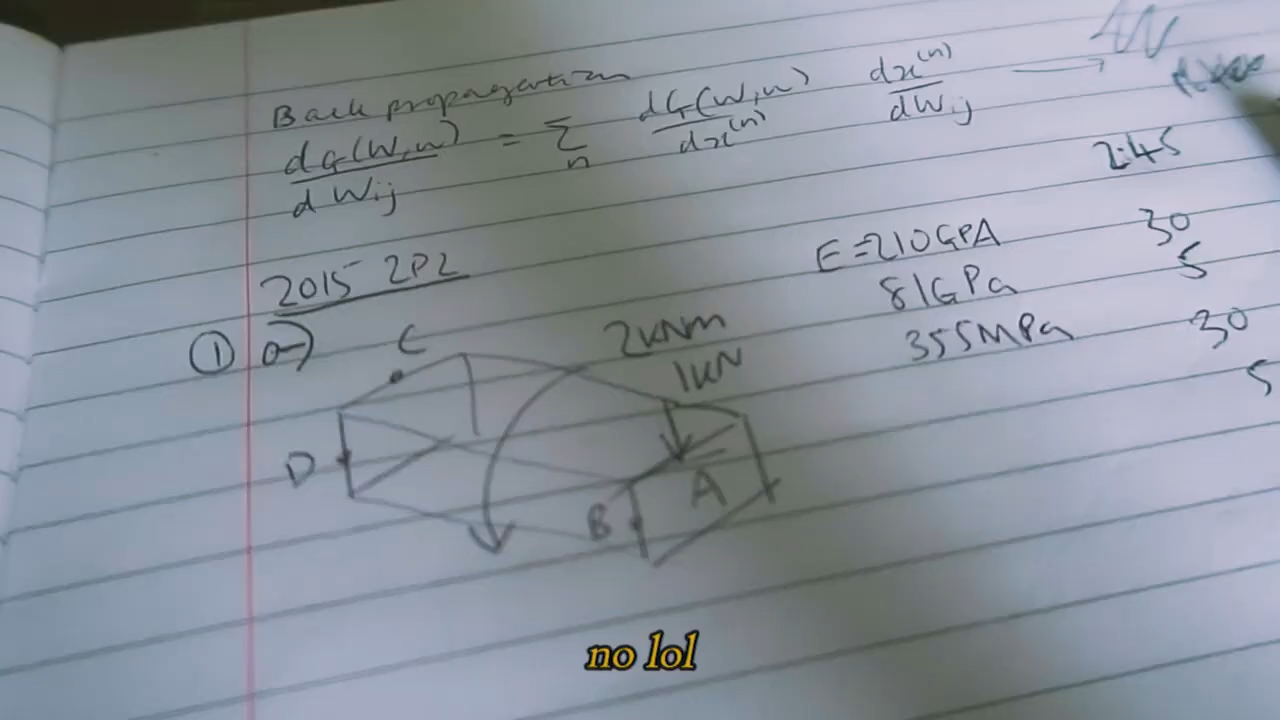 Back propagation
dG(W,n) / dWij = Σn dG(W,n) / dx(n) dx(n) / dWij →
2.45
2015 2P2
E=210GPA 30
81GPa 5
355MPa 30
5
① a)
C
2kNm
1kN
D
A
B
no lol